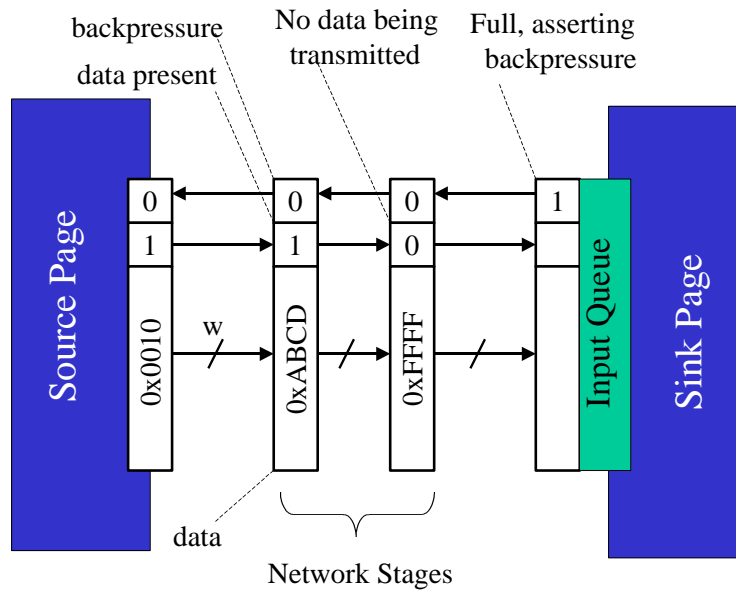 backpressure
data present
No data being
transmitted
Full, asserting
backpressure
Source Page
0
1
0x0010
w
0
1
0xABCD
0
0
0xFFFF
1
Input Queue
Sink Page
data
Network Stages